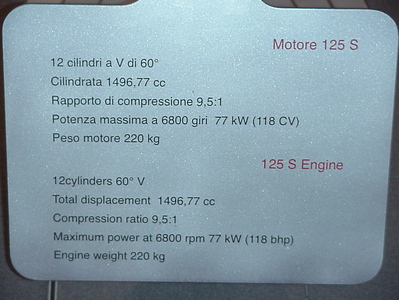 Motore 125 S
12 cilindri a V di 60°
Cilindrata 1496,77 cc
Rapporto di compressione 9,5:1
Potenza massima a 6800 giri 77 kW (118 CV)
Peso motore 220 kg
125 S Engine
12cylinders 60° V
Total displacement 1496,77 cc
Compression ratio 9,5:1
Maximum power at 6800 rpm 77 kW (118 bhp)
Engine weight 220 kg